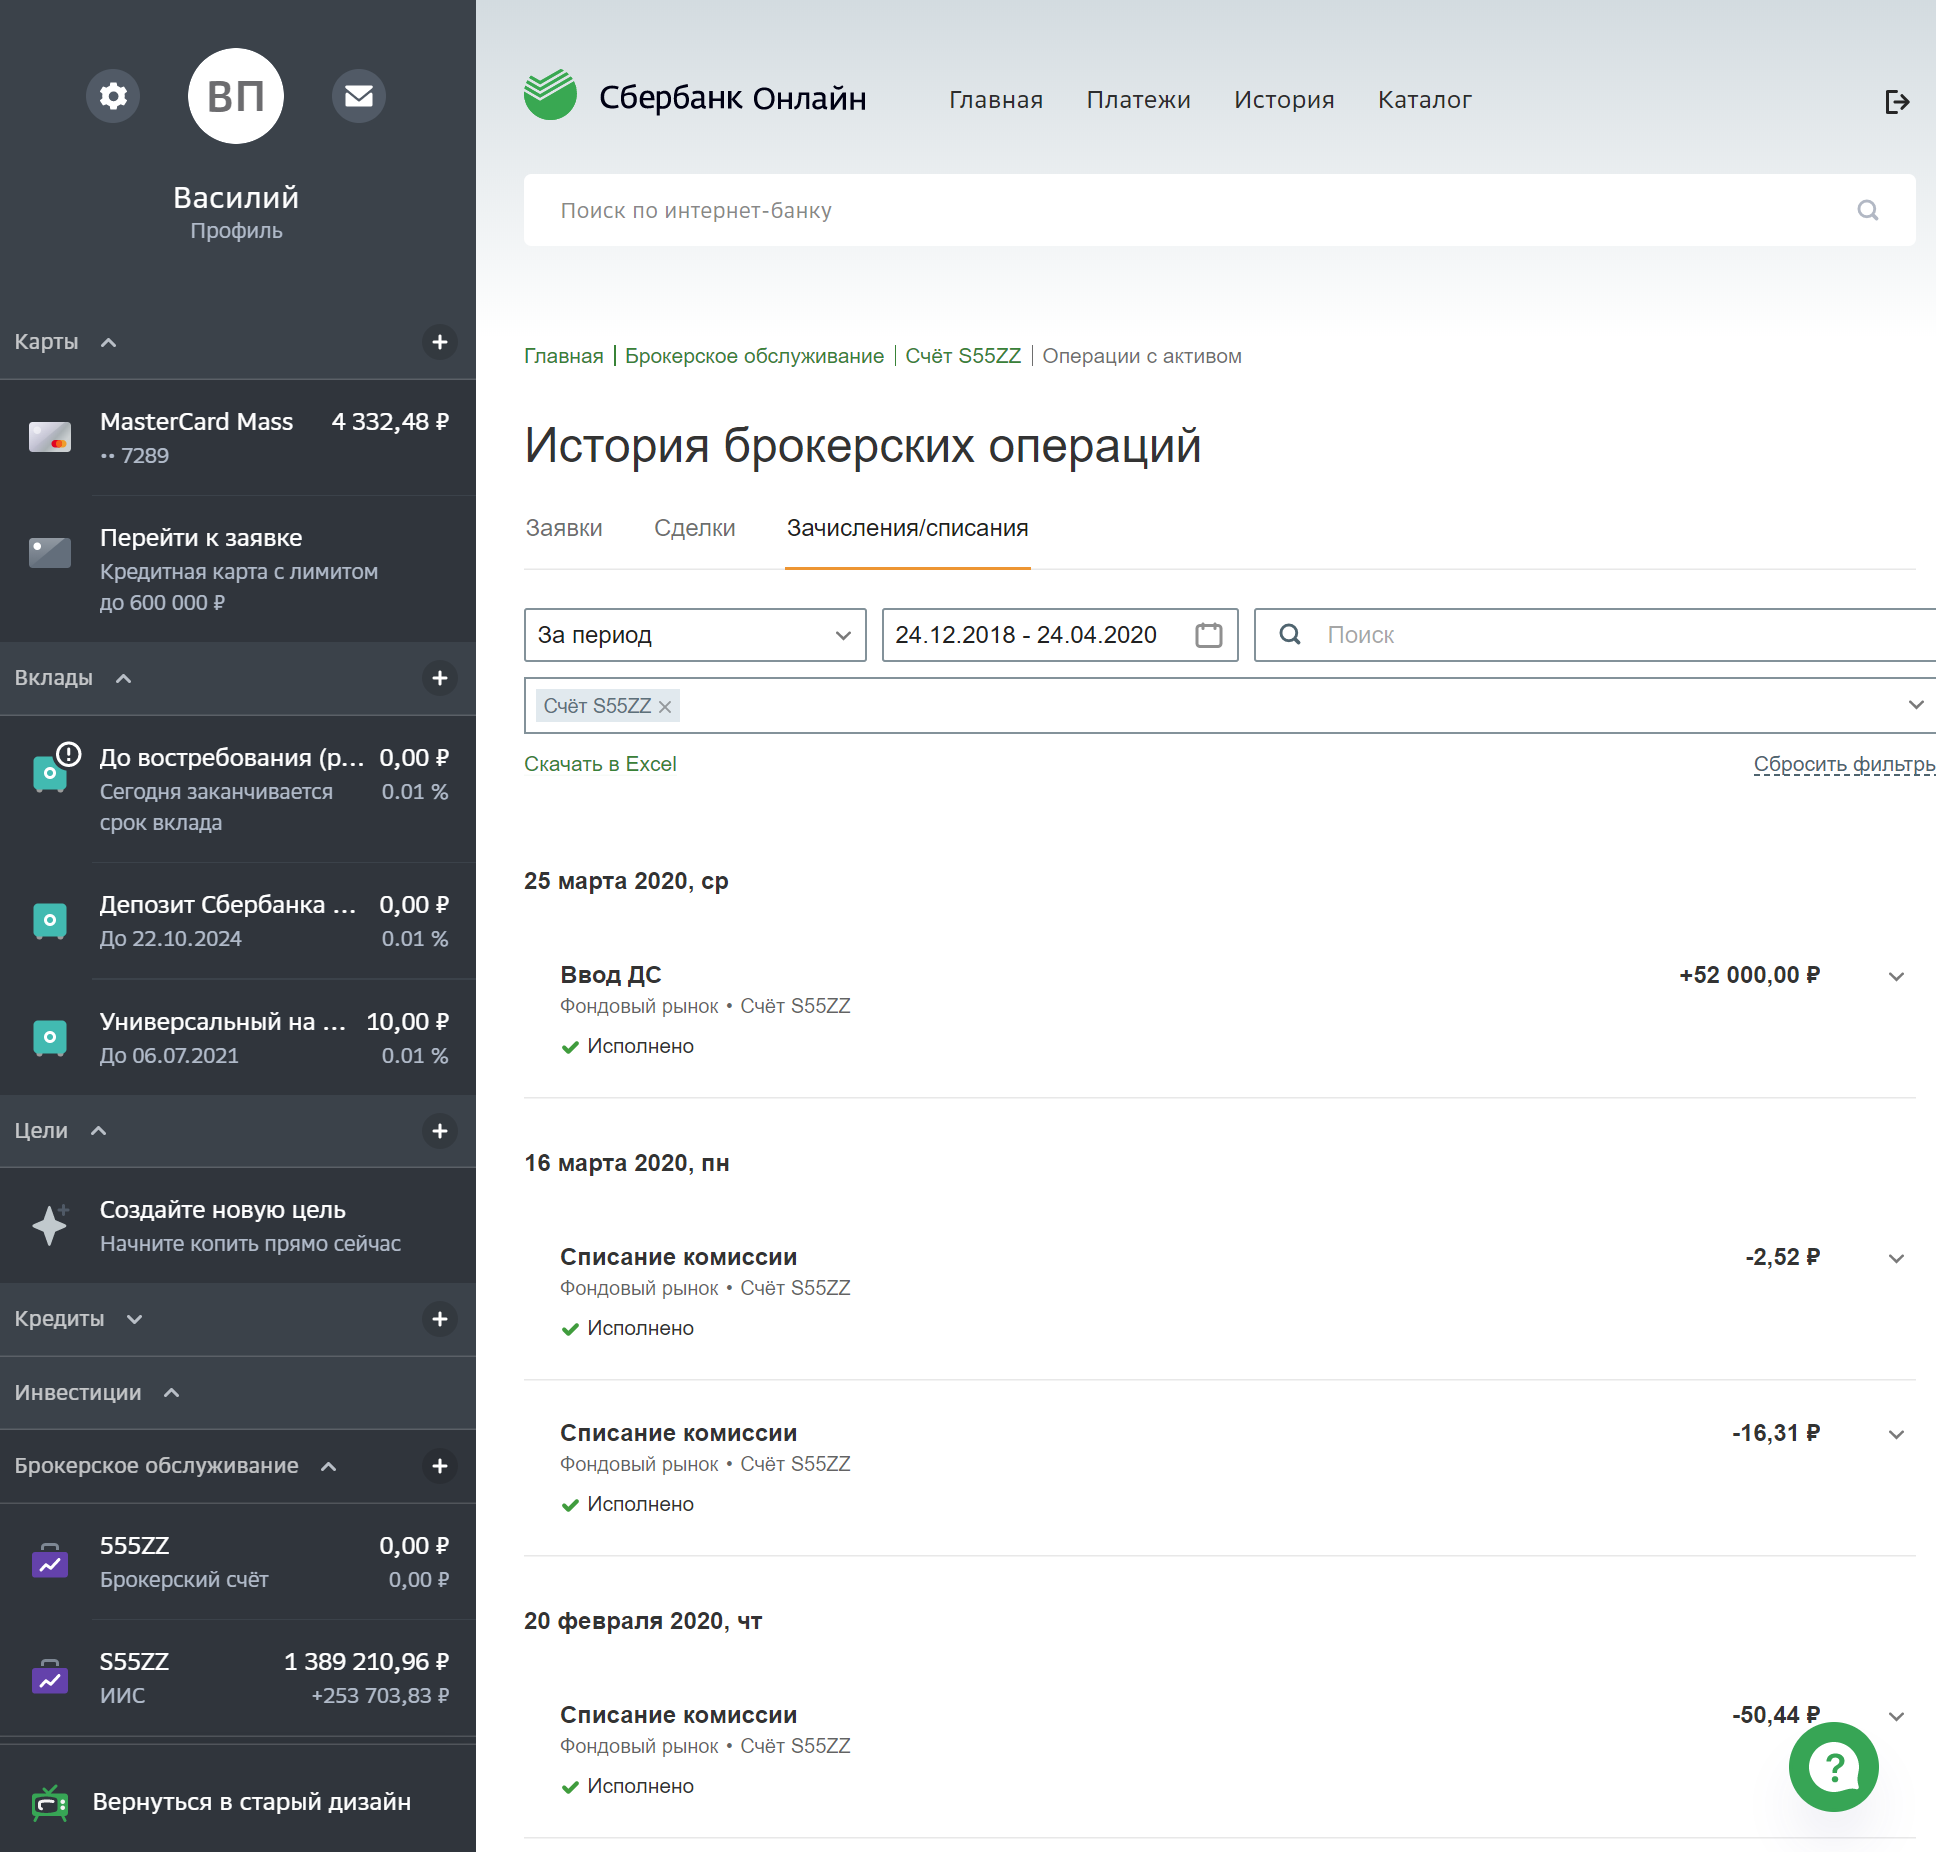 ВП
Василий
Профиль
Карты
MasterCard Mass 4 332,48 ₽
•• 7289
Перейти к заявке
Кредитная карта с лимитом
до 600 000 ₽
Вклады
До востребования (р... 0,00 ₽
Сегодня заканчивается 0.01 %
срок вклада
Депозит Сбербанка ... 0,00 ₽
До 22.10.2024 0.01 %
Универсальный на ... 10,00 ₽
До 06.07.2021 0.01 %
Цели
Создайте новую цель
Начните копить прямо сейчас
Кредиты
Инвестиции
Брокерское обслуживание
555ZZ 0,00 ₽
Брокерский счёт 0,00 ₽
S55ZZ 1 389 210,96 ₽
ИИС +253 703,83 ₽
Вернуться в старый дизайн
Сбербанк Онлайн Главная Платежи История Каталог
Поиск по интернет-банку
Главная | Брокерское обслуживание | Счёт S55ZZ | Операции с активом
История брокерских операций
Заявки Сделки Зачисления/списания
За период 24.12.2018 - 24.04.2020 Поиск
Счёт S55ZZ ×
Скачать в Excel Сбросить фильтры
25 марта 2020, ср
Ввод ДС +52 000,00 ₽
Фондовый рынок • Счёт S55ZZ
Исполнено
16 марта 2020, пн
Списание комиссии -2,52 ₽
Фондовый рынок • Счёт S55ZZ
Исполнено
Списание комиссии -16,31 ₽
Фондовый рынок • Счёт S55ZZ
Исполнено
20 февраля 2020, чт
Списание комиссии -50,44 ₽
Фондовый рынок • Счёт S55ZZ
Исполнено
?